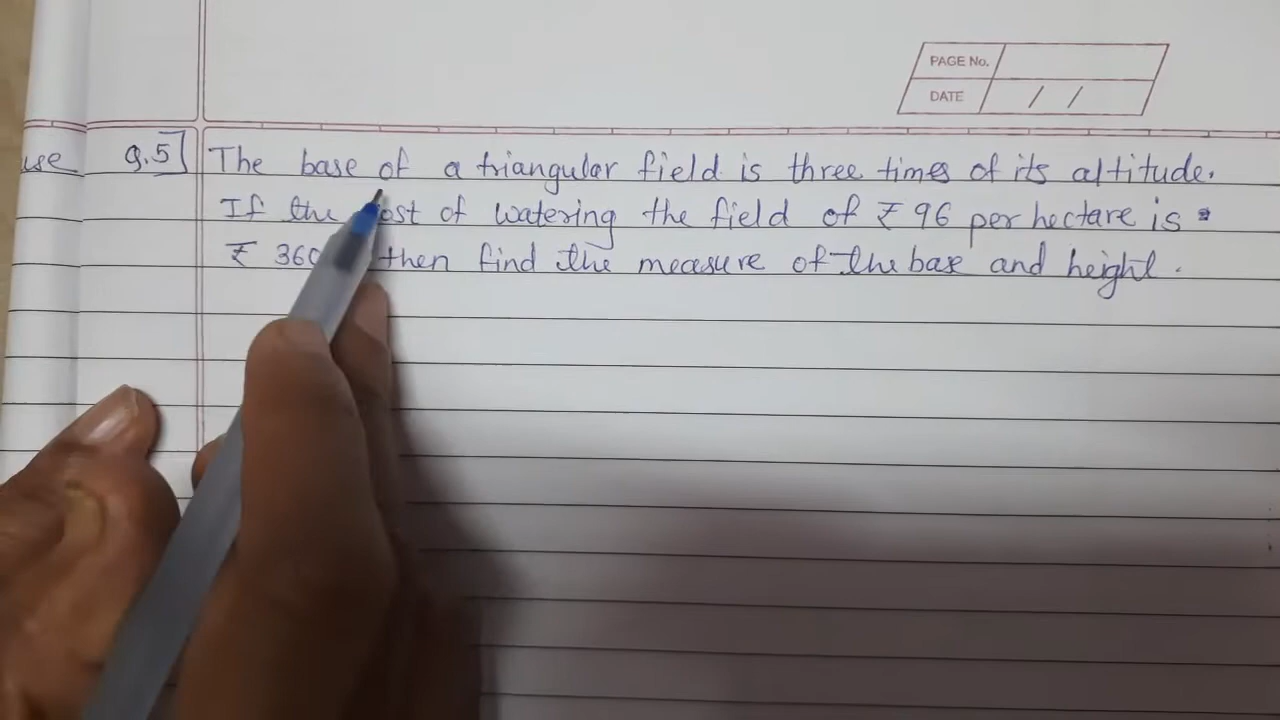 PAGE No.
DATE / /
use Q.5] The base of a triangular field is three times of its altitude.
If the cost of watering the field of ₹ 96 per hectare is
₹ then find the measure of the base and height.